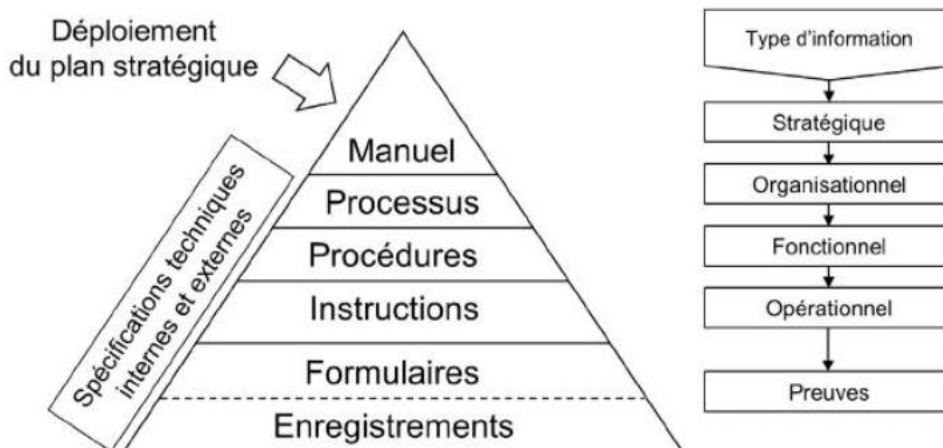 Déploiement
du plan stratégique
Spécifications techniques
internes et externes
Manuel
Processus
Procédures
Instructions
Formulaires
Enregistrements
Type d'information
Stratégique
Organisationnel
Fonctionnel
Opérationnel
Preuves